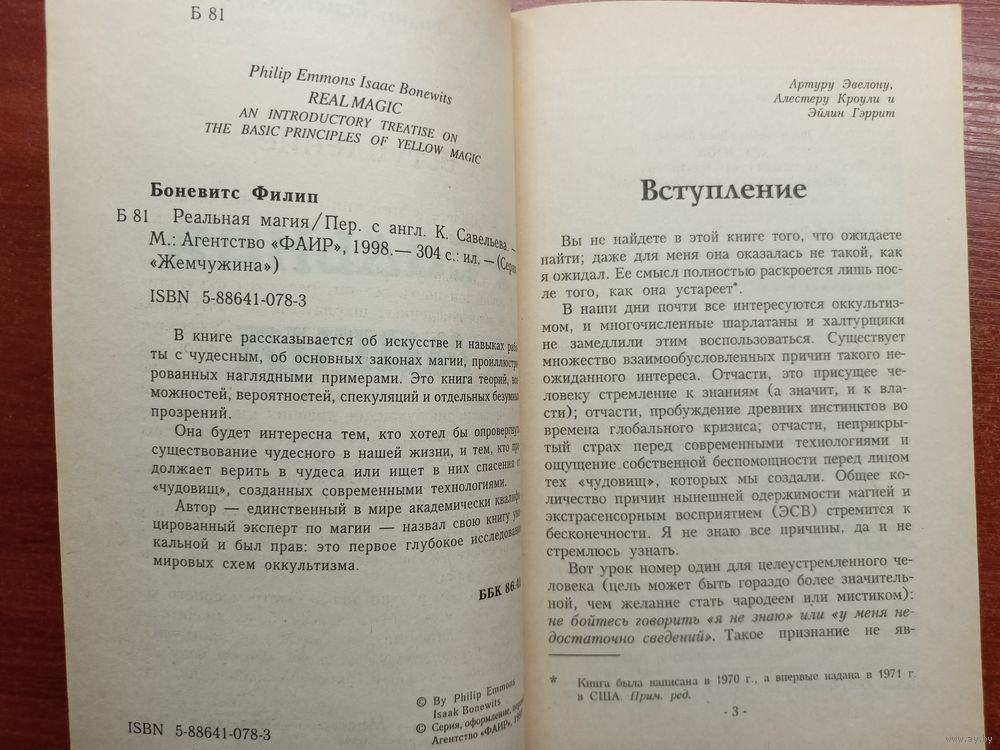 Б 81
Philip Emmons Isaac Bonewits
REAL MAGIC
AN INTRODUCTORY TREATISE ON
THE BASIC PRINCIPLES OF YELLOW MAGIC
Боневитс Филип
Б 81 Реальная магия/Пер. с англ. К. Савельева. —
М.: Агентство «ФАИР», 1998.— 304 с.: ил. — (Серия
«Жемчужина»)
ISBN 5-88641-078-3
В книге рассказывается об искусстве и навыках рабо
ты с чудесным, об основных законах магии, проиллюстри
рованных наглядными примерами. Это книга теорий, воз
можностей, вероятностей, спекуляций и отдельных безумных
прозрений.
Она будет интересна тем, кто хотел бы опровергнуть
существование чудесного в нашей жизни, и тем, кто про
должает верить в чудеса или ищет в них спасения от
«чудовищ», созданных современными технологиями.
Автор — единственный в мире академически квалифи
цированный эксперт по магии — назвал свою книгу уни
кальной и был прав: это первое глубокое исследование
мировых схем оккультизма.
ББК 86.4
© By Philip Emmons
Isaak Bonewits
© Серия, оформление,
Агентство «ФАИР»,
ISBN 5-88641-078-3
Артуру Эвелону,
Алестеру Кроули и
Эйлин Гэррит
Вступление
Вы не найдете в этой книге того, что ожидаете
найти; даже для меня она оказалась не такой, как
я ожидал. Ее смысл полностью раскроется лишь пос-
ле того, как она устареет*.
В наши дни почти все интересуются оккультиз-
мом, и многочисленные шарлатаны и халтурщики
не замедлили этим воспользоваться. Существует
множество взаимообусловленных причин такого не-
ожиданного интереса. Отчасти, это присущее че-
ловеку стремление к знаниям (а значит, и к вла-
сти); отчасти, пробуждение древних инстинктов во
времена глобального кризиса; отчасти, неприкры-
тый страх перед современными технологиями и
ощущение собственной беспомощности перед лицом
тех «чудовищ», которых мы создали. Общее ко-
личество причин нынешней одержимости магией и
экстрасенсорным восприятием (ЭСВ) стремится к
бесконечности. Я не знаю все причины, да и не
стремлюсь узнать.
Вот урок номер один для целеустремленного че-
ловека (цель может быть гораздо более значитель-
ной, чем желание стать чародеем или мистиком):
не бойтесь говорить «я не знаю» или «у меня не-
достаточно сведений». Такое признание не яв-
* Книга была написана в 1970 г., а впервые издана в 1971 г.
в США. Прим. ред.
- 3 -
www.ay.by